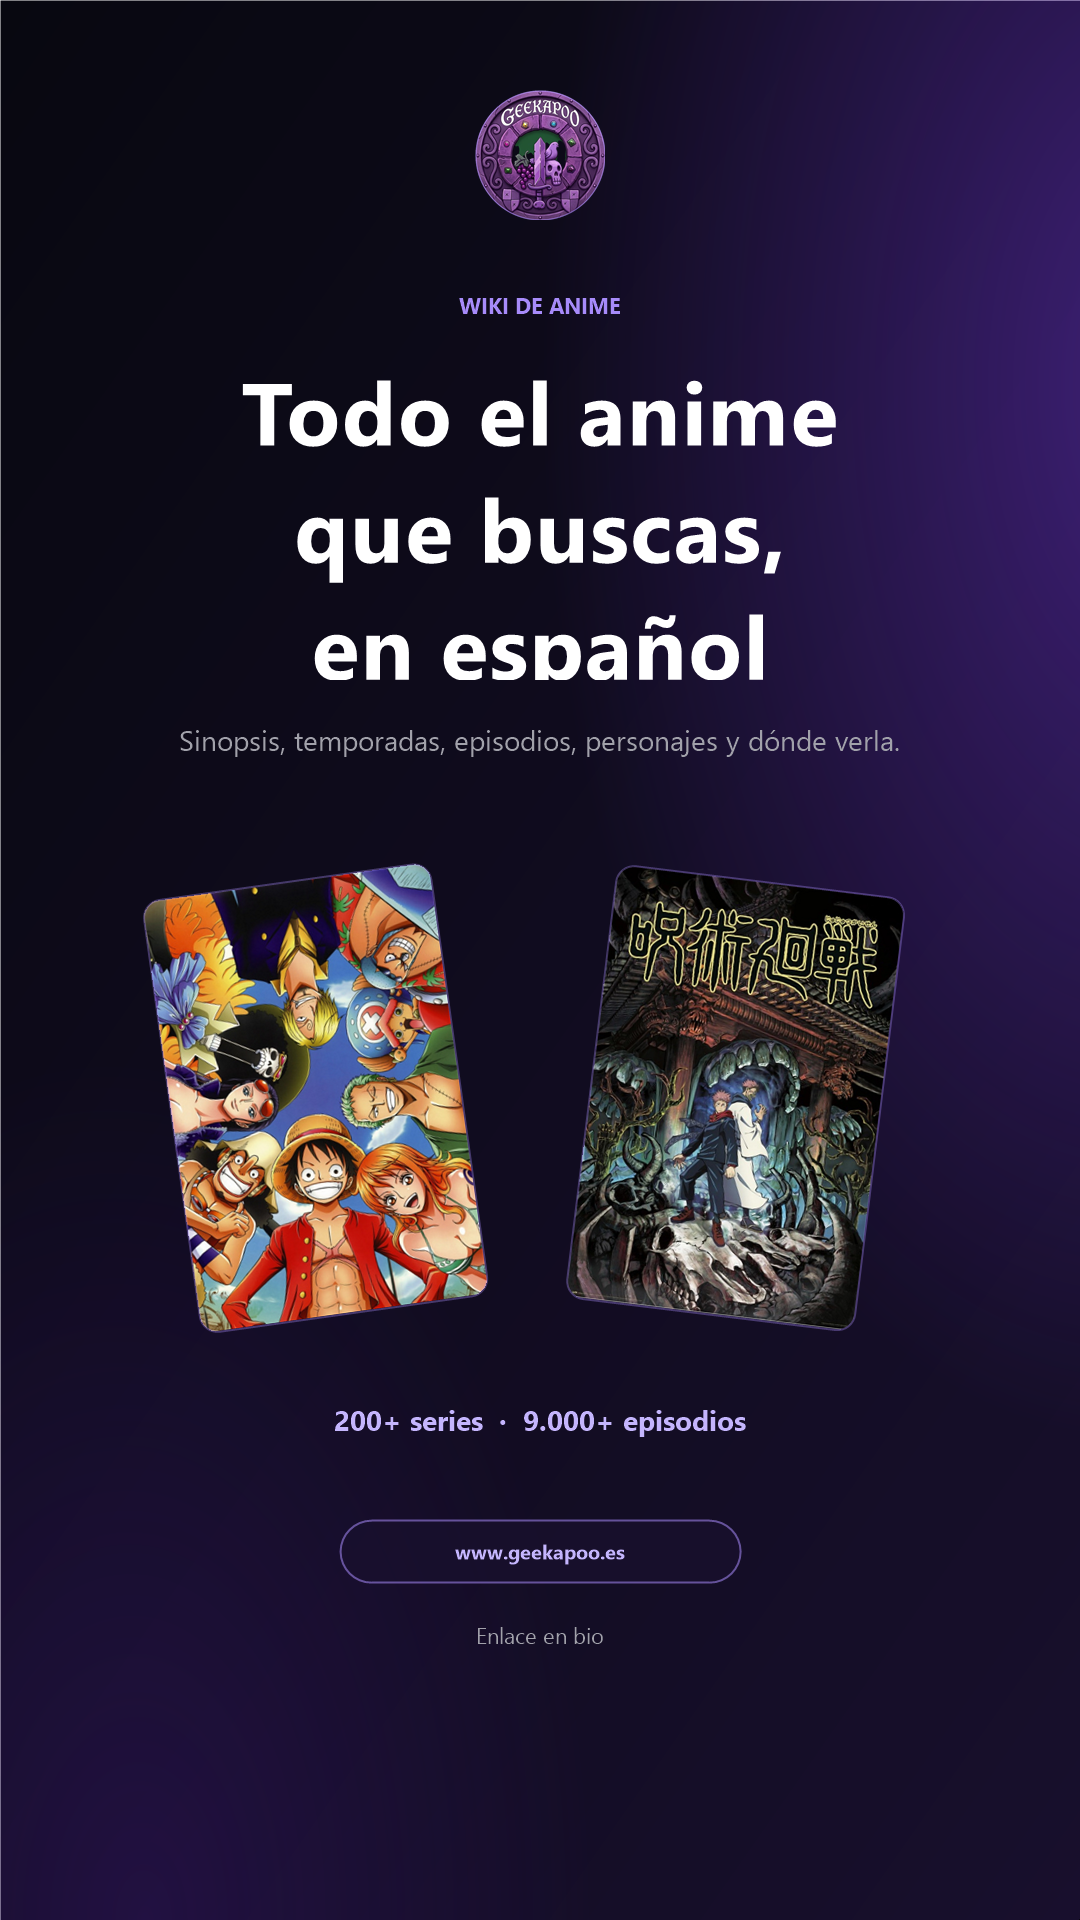 GEEKAPOO
WIKI DE ANIME
Todo el anime
que buscas,
en español
Sinopsis, temporadas, episodios, personajes y dónde verla.
呪術廻戦
200+ series · 9.000+ episodios
www.geekapoo.es
Enlace en bio